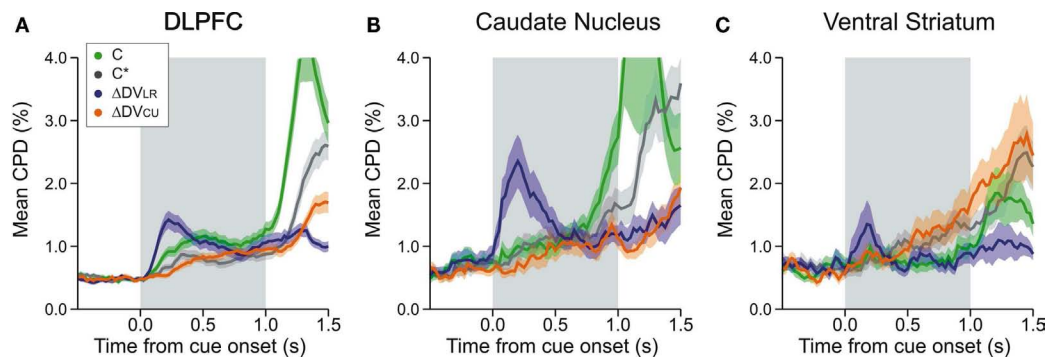 A DLPFC
C
C*
ΔDVLR
ΔDVCU
Mean CPD (%)
4.0
3.0
2.0
1.0
0.0
0.0 0.5 1.0 1.5
Time from cue onset (s)
B Caudate Nucleus
Mean CPD (%)
4.0
3.0
2.0
1.0
0.0
0.0 0.5 1.0 1.5
Time from cue onset (s)
C Ventral Striatum
Mean CPD (%)
4.0
3.0
2.0
1.0
0.0
0.0 0.5 1.0 1.5
Time from cue onset (s)